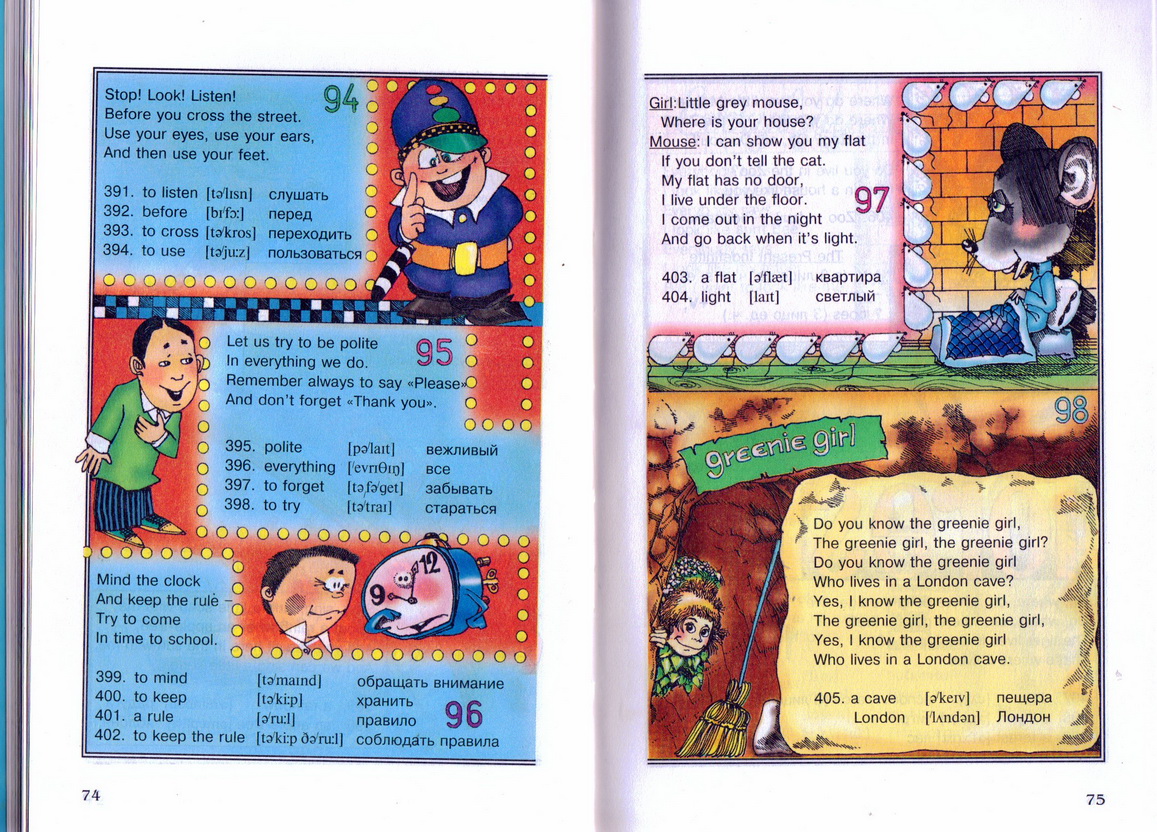 Stop! Look! Listen!
94
Before you cross the street.
Use your eyes, use your ears,
And then use your feet.
391. to listen [tə'lɪsn] слушать
392. before [bɪ'fɔ:] перед
393. to cross [tə'kros] переходить
394. to use [tə'ju:z] пользоваться
Let us try to be polite
95
In everything we do.
Remember always to say «Please»
And don't forget «Thank you».
395. polite [pə'laɪt] вежливый
396. everything ['evrɪθɪŋ] все
397. to forget [tə,fə'get] забывать
398. to try [tə'traɪ] стараться
12
9
Mind the clock
And keep the rule –
Try to come
In time to school.
399. to mind [tə'maɪnd] обращать внимание
400. to keep [tə'ki:p] хранить
401. a rule [ə'ru:l] правило
96
402. to keep the rule [tə'ki:p ðə'ru:l] соблюдать правила
74
Girl: Little grey mouse,
Where is your house?
Mouse: I can show you my flat
If you don't tell the cat.
My flat has no door,
I live under the floor.
97
I come out in the night
And go back when it's light.
403. a flat [ə'flæt] квартира
404. light [laɪt] светлый
98
greenie girl
Do you know the greenie girl,
The greenie girl, the greenie girl?
Do you know the greenie girl
Who lives in a London cave?
Yes, I know the greenie girl,
The greenie girl, the greenie girl,
Yes, I know the greenie girl
Who lives in a London cave.
405. a cave [ə'keɪv] пещера
London ['lʌndən] Лондон
75